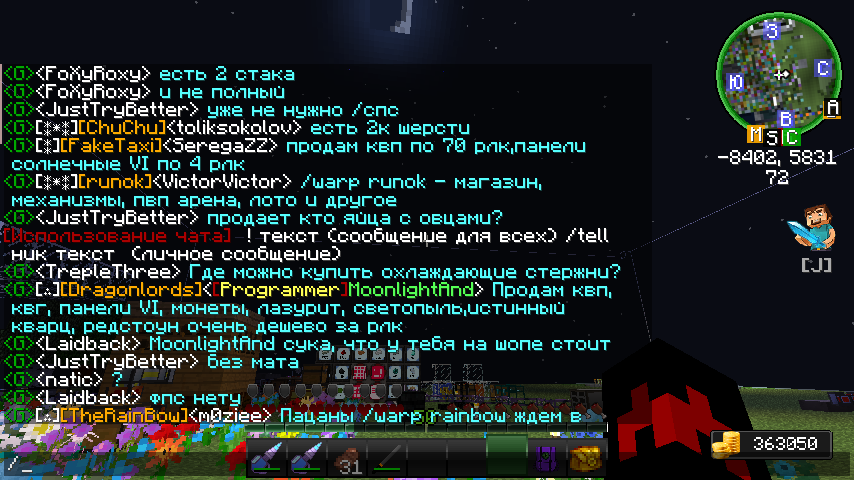 <G><FoXyRoxy> есть 2 стака
<G><FoXyRoxy> и не полный
<G><JustTryBetter> уже не нужно /спс
<G>[⁂][ChuChu]<toliksokolov> есть 2к шерсти
<G>[⁂][FakeTaxi]<SeregaZZ> продам квп по 70 рлк,панели
солнечные VI по 4 рлк
<G>[⁂][runok]<VictorVictor> /warp runok - магазин,
механизмы, пвп арена, лото и другое
<G><JustTryBetter> продает кто яйца с овцами?
[Использование чата] ! текст (сообщение для всех) /tell
ник текст (личное сообщение)
<G><TrepleThree> Где можно купить охлаждающие стержни?
<G>[∴][Dragonlords]<[Programmer]MoonlightAnd> Продам квп,
квг, панели VI, монеты, лазурит, светопыль,истинный
кварц, редстоун очень дешево за рлк
<G><Laidback> MoonlightAnd сука, что у тебя на шопе стоит
<G><JustTryBetter> без мата
<G><natic> ?
<G><Laidback> фпс нету
<G>[∴][TheRainBow]<m0ziee> Пацаны /warp rainbow ждем в
/_
31
З
Ю
С
В
A
M S C
-8402, 5831
72
[J]
363050